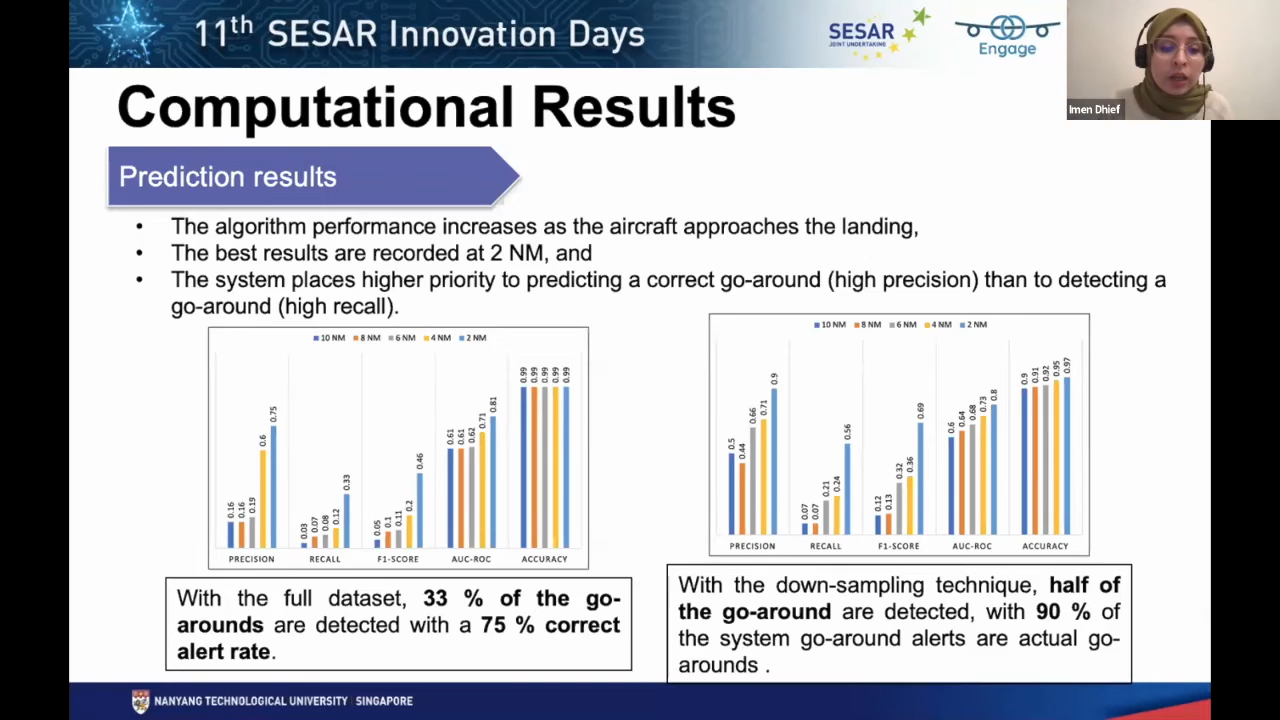 11th SESAR Innovation Days
SESAR
JOINT UNDERTAKING
Engage
Imen Dhief
Computational Results
Prediction results
• The algorithm performance increases as the aircraft approaches the landing,
• The best results are recorded at 2 NM, and
• The system places higher priority to predicting a correct go-around (high precision) than to detecting a
go-around (high recall).
10 NM 8 NM 6 NM 4 NM 2 NM
0.16 0.16 0.19 0.6 0.75
0.03 0.07 0.08 0.12 0.33
0.05 0.1 0.11 0.2 0.46
0.61 0.61 0.62 0.71 0.81
0.99 0.99 0.99 0.99 0.99
PRECISION RECALL F1-SCORE AUC-ROC ACCURACY
10 NM 8 NM 6 NM 4 NM 2 NM
0.5 0.44 0.66 0.71 0.9
0.07 0.07 0.21 0.24 0.56
0.12 0.13 0.32 0.36 0.69
0.6 0.64 0.68 0.73 0.8
0.9 0.91 0.92 0.95 0.97
PRECISION RECALL F1-SCORE AUC-ROC ACCURACY
With the full dataset, 33 % of the go-
arounds are detected with a 75 % correct
alert rate.
With the down-sampling technique, half of
the go-around are detected, with 90 % of
the system go-around alerts are actual go-
arounds .
NANYANG TECHNOLOGICAL UNIVERSITY SINGAPORE